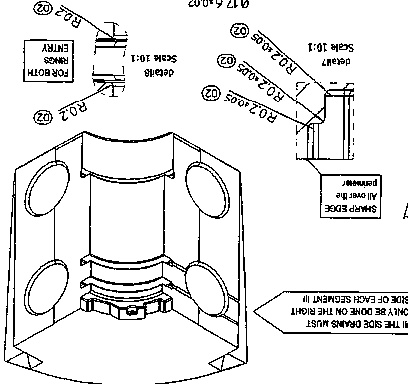 !!! THE SIDE DRAINS MUST
ONLY BE DONE ON THE RIGHT
SIDE OF EACH SEGMENT !!!
SHARP EDGE
All over the
perimeter
R0.2±0.05 02
R0.2±0.05 02
R0.2±0.05 02
detail7
Scale 10:1
R0.2 02
detail8
Scale 10:1
FOR BOTH
RINGS
ENTRY
R0.2 02
Ø17.6±0.02